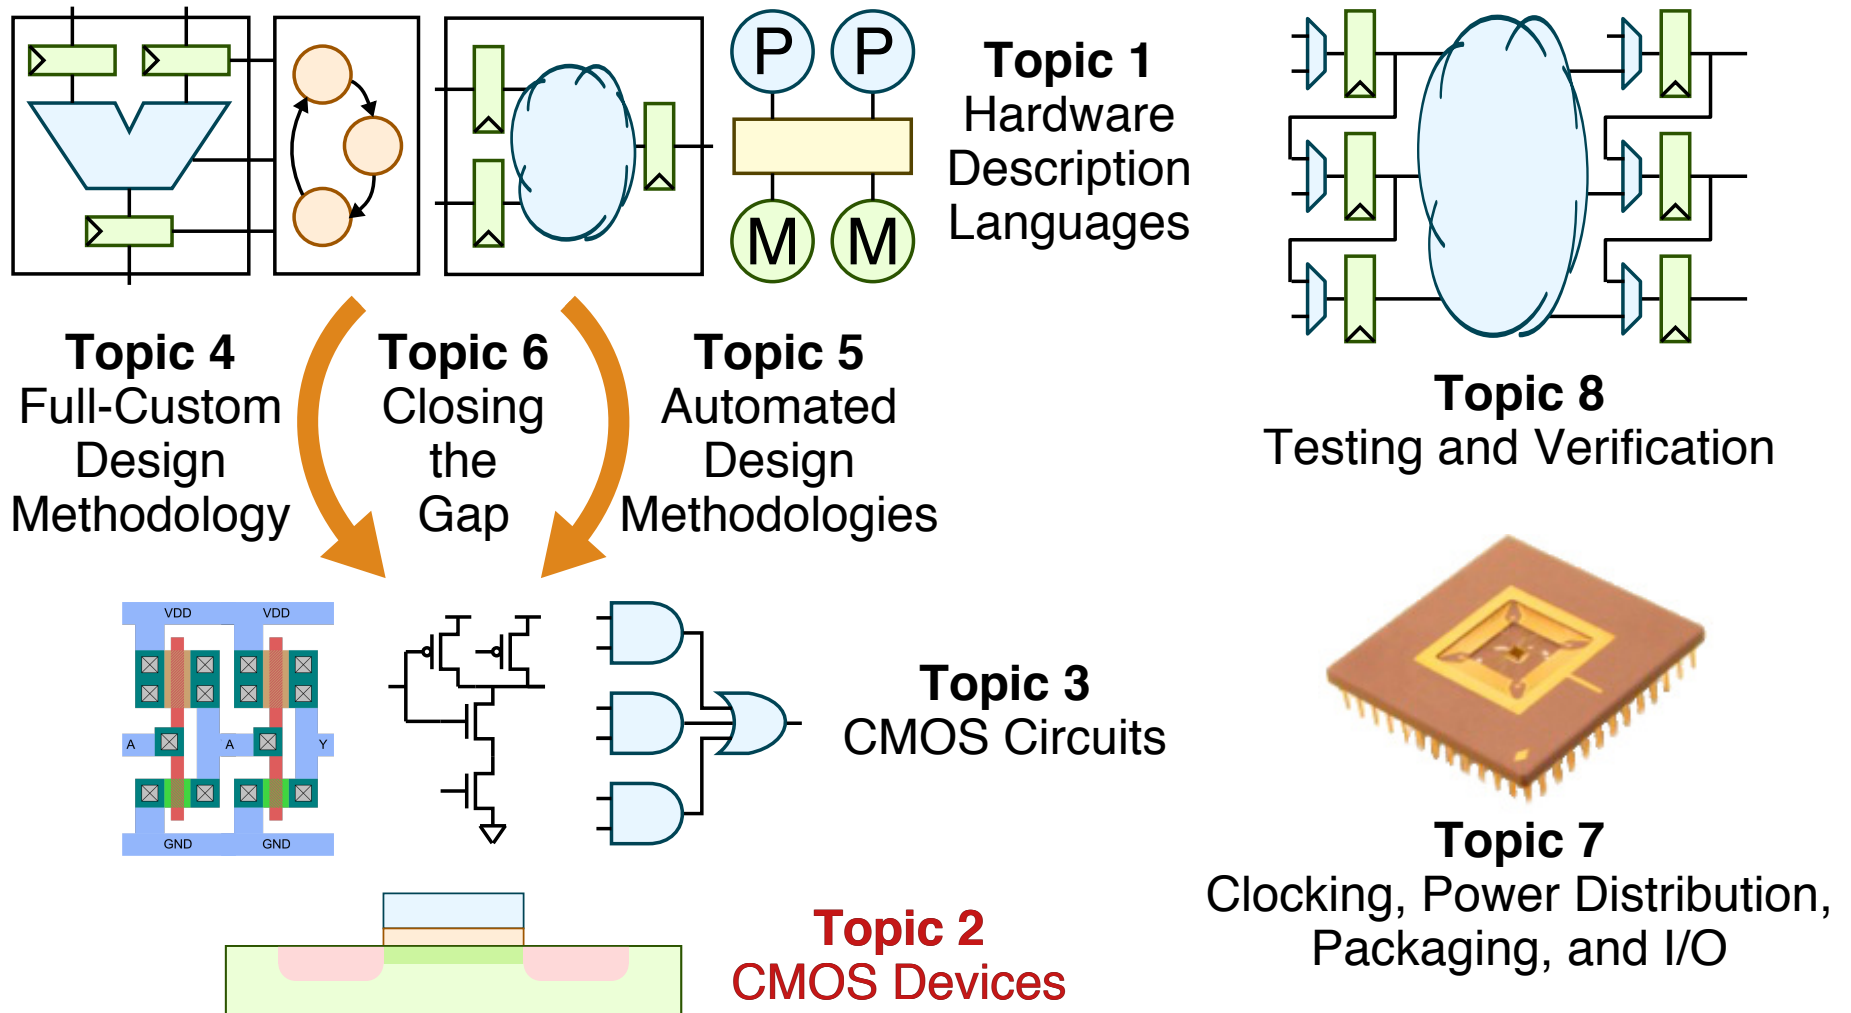 P P
M M
Topic 1
Hardware
Description
Languages
Topic 4
Full-Custom
Design
Methodology
Topic 6
Closing
the
Gap
Topic 5
Automated
Design
Methodologies
Topic 8
Testing and Verification
VDD VDD
A A Y
GND GND
Topic 3
CMOS Circuits
Topic 7
Clocking, Power Distribution,
Packaging, and I/O
Topic 2
CMOS Devices